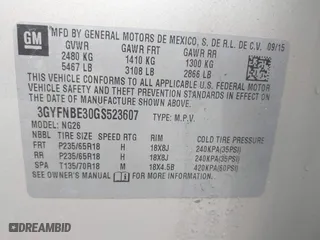 GM
MFD BY GENERAL MOTORS DE MEXICO, S. DE R.L. DE C.V. 09/15
GVWR GAWR FRT GAWR RR
2480 KG 1410 KG 1300 KG
5467 LB 3108 LB 2866 LB
THIS VEHICLE CONFORMS TO ALL APPLICABLE U.S. FEDERAL MOTOR
VEHICLE SAFETY AND THEFT PREVENTION STANDARDS IN EFFECT ON
THE DATE OF MANUFACTURE SHOWN ABOVE.
3GYFNBE30GS523607 TYPE: M.P.V.
MODEL: NG26
TIRE SIZE SPEED RTG RIM COLD TIRE PRESSURE
FRT P235/65R18 H 18X8J 240KPA(35PSI)
RR P235/65R18 H 18X8J 240KPA(35PSI)
SPA T135/70R18 M 18X4.5B 420KPA(60PSI)
SEE OWNER'S MANUAL FOR ADDITIONAL INFORMATION.
DRIVEDOSSIER